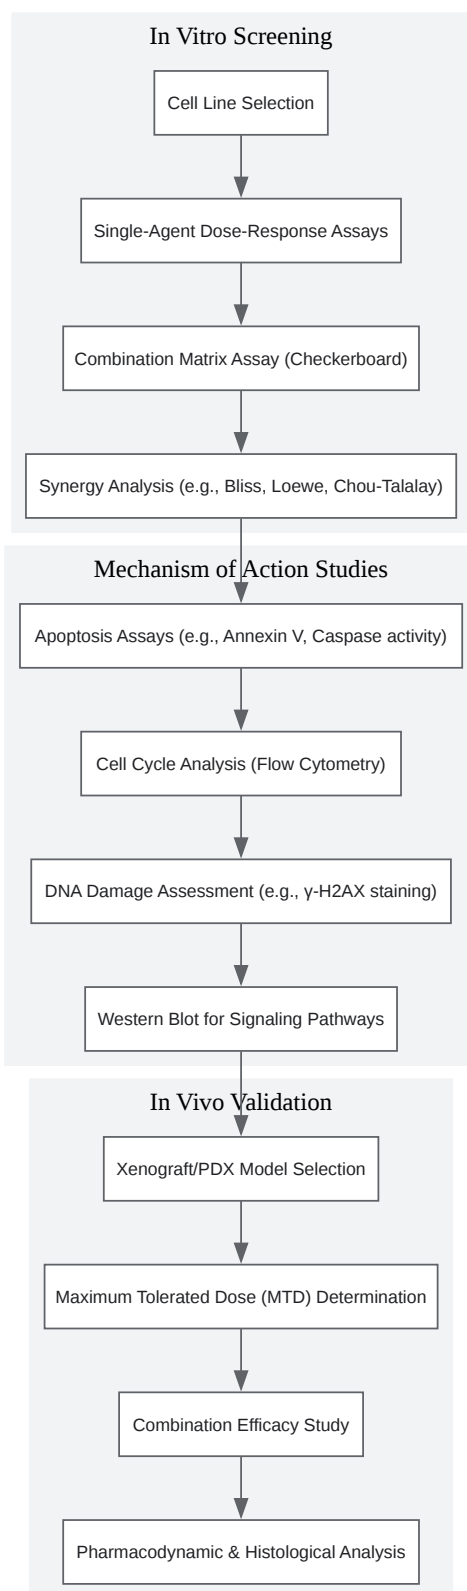 In Vitro Screening
Cell Line Selection
Single-Agent Dose-Response Assays
Combination Matrix Assay (Checkerboard)
Synergy Analysis (e.g., Bliss, Loewe, Chou-Talalay)
Mechanism of Action Studies
Apoptosis Assays (e.g., Annexin V, Caspase activity)
Cell Cycle Analysis (Flow Cytometry)
DNA Damage Assessment (e.g., γ-H2AX staining)
Western Blot for Signaling Pathways
In Vivo Validation
Xenograft/PDX Model Selection
Maximum Tolerated Dose (MTD) Determination
Combination Efficacy Study
Pharmacodynamic & Histological Analysis